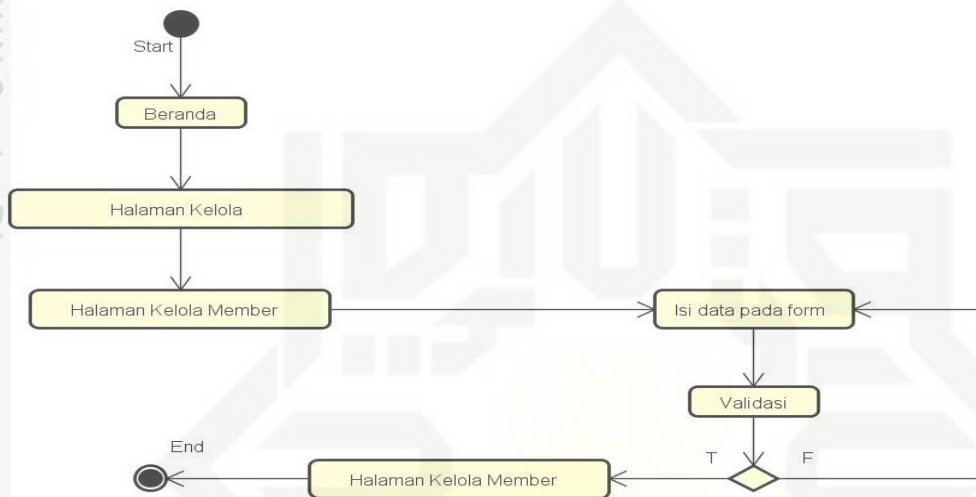 Start
Beranda
Halaman Kelola
Halaman Kelola Member
Isi data pada form
Validasi
T
F
End
Halaman Kelola Member